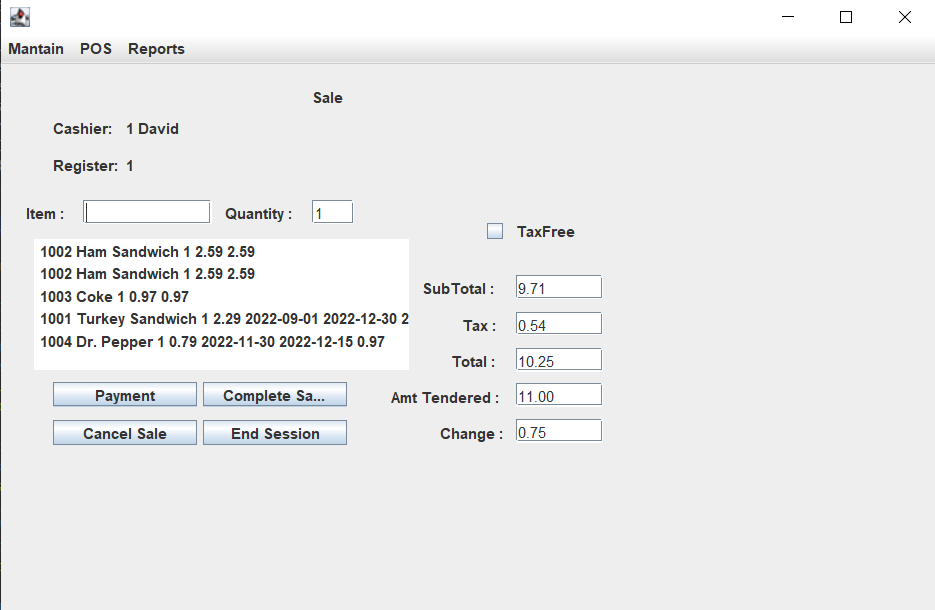 Mantain POS Reports
Sale
Cashier: 1 David
Register: 1
Item : Quantity : 1
TaxFree
1002 Ham Sandwich 1 2.59 2.59
1002 Ham Sandwich 1 2.59 2.59
1003 Coke 1 0.97 0.97
1001 Turkey Sandwich 1 2.29 2022-09-01 2022-12-30 2
1004 Dr. Pepper 1 0.79 2022-11-30 2022-12-15 0.97
SubTotal : 9.71
Tax : 0.54
Total : 10.25
Amt Tendered : 11.00
Change : 0.75
Payment Complete Sa...
Cancel Sale End Session